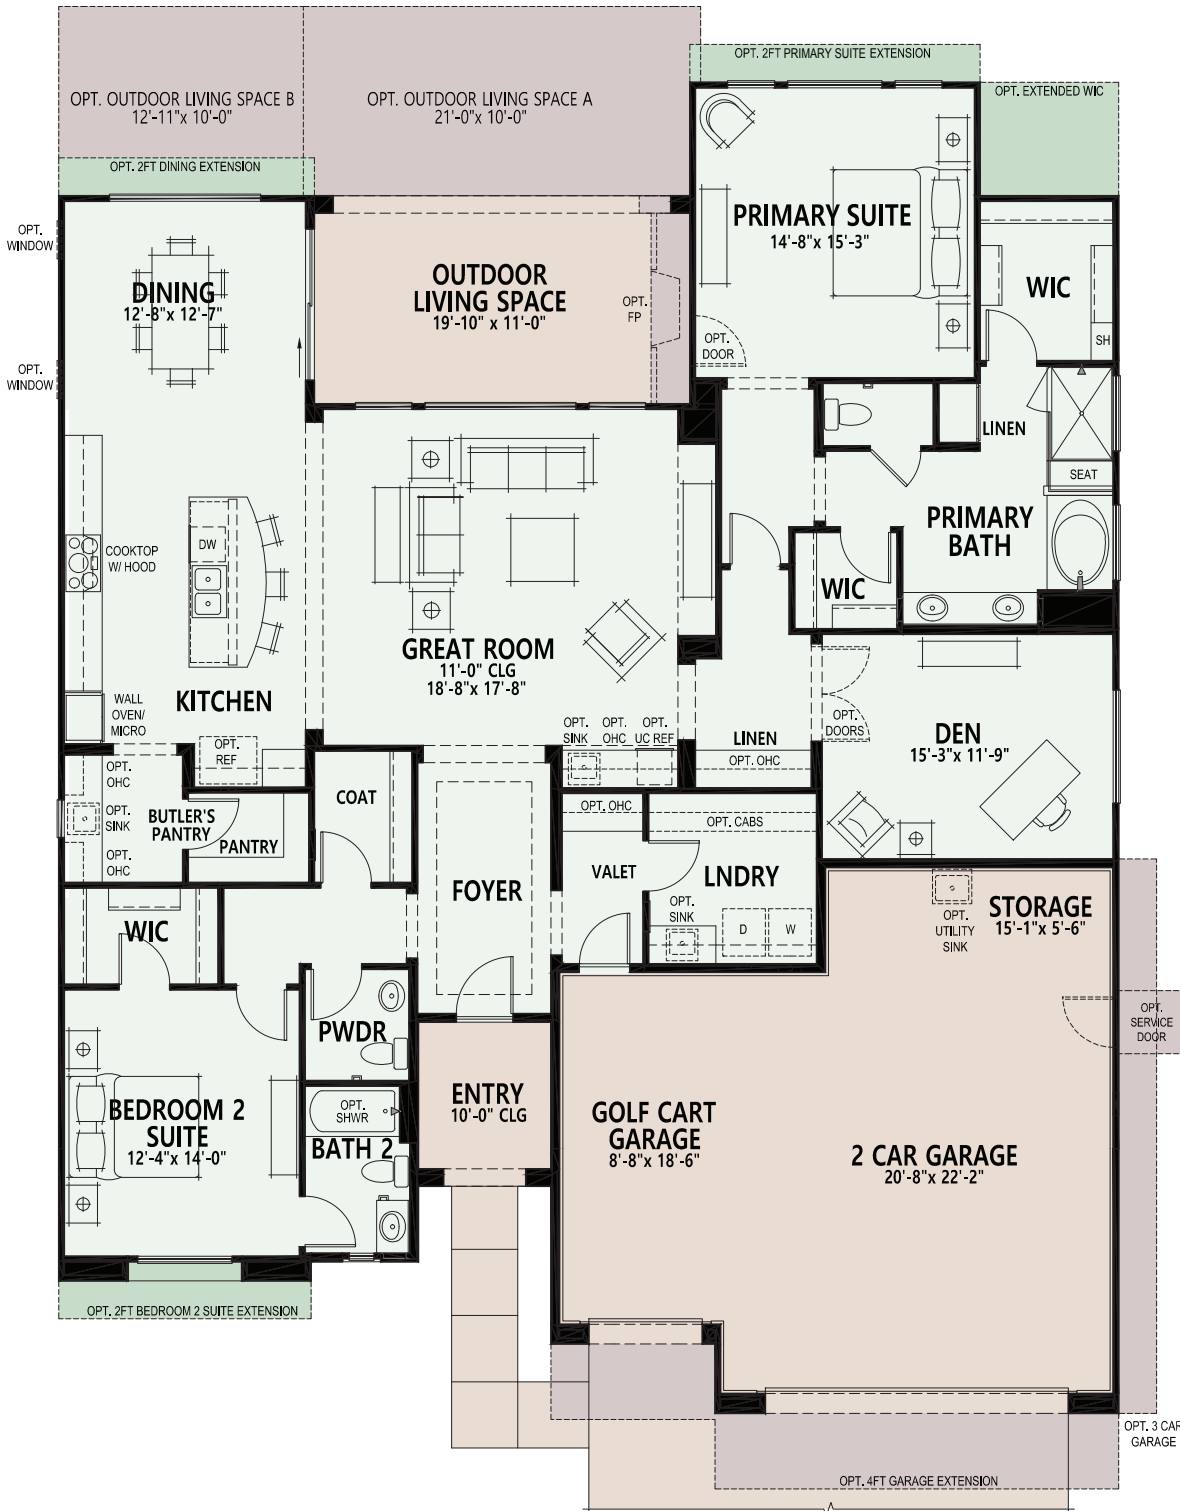 OPT. 2FT PRIMARY SUITE EXTENSION
OPT. OUTDOOR LIVING SPACE B
12'-11"x 10'-0"
OPT. OUTDOOR LIVING SPACE A
21'-0"x 10'-0"
OPT. EXTENDED WIC
OPT. 2FT DINING EXTENSION
OPT.
WINDOW
DINING
12'-8"x 12'-7"
OPT.
WINDOW
OUTDOOR
LIVING SPACE
19'-10" x 11'-0"
OPT.
FP
PRIMARY SUITE
14'-8"x 15'-3"
OPT.
DOOR
WIC
SH
LINEN
SEAT
PRIMARY
BATH
WIC
COOKTOP
W/ HOOD
DW
KITCHEN
WALL
OVEN/
MICRO
OPT.
REF
GREAT ROOM
11'-0" CLG
18'-8"x 17'-8"
OPT.
SINK
OPT.
OHC
OPT.
UC REF
LINEN
OPT. OHC
OPT.
DOORS
DEN
15'-3"x 11'-9"
OPT.
OHC
OPT.
SINK
OPT.
OHC
BUTLER'S
PANTRY
PANTRY
COAT
FOYER
OPT. OHC
VALET
OPT. CABS
LNDRY
OPT.
SINK
D
W
OPT.
UTILITY
SINK
STORAGE
15'-1"x 5'-6"
OPT.
SERVICE
DOOR
WIC
PWDR
BEDROOM 2
SUITE
12'-4"x 14'-0"
OPT.
SHWR
BATH 2
ENTRY
10'-0" CLG
GOLF CART
GARAGE
8'-8"x 18'-6"
2 CAR GARAGE
20'-8"x 22'-2"
OPT. 2FT BEDROOM 2 SUITE EXTENSION
OPT. 3 CAR
GARAGE
OPT. 4FT GARAGE EXTENSION